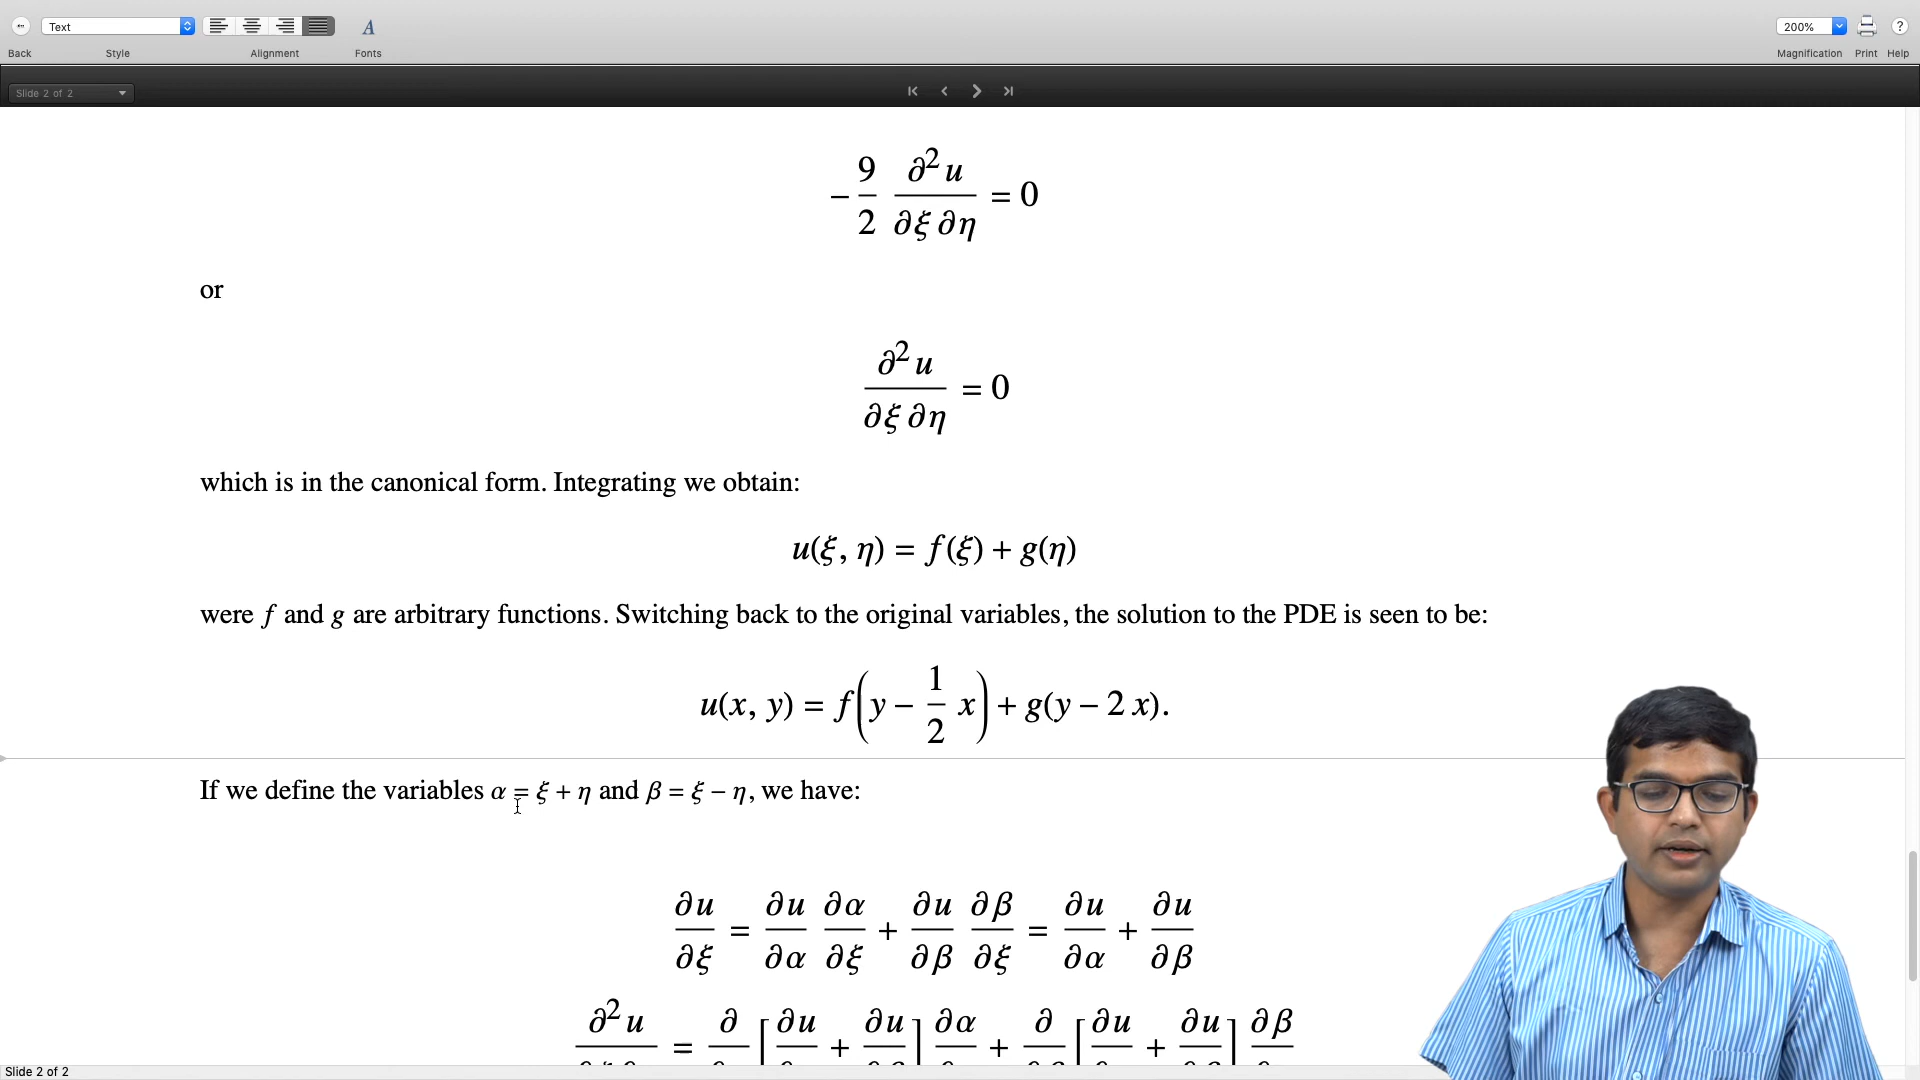 Text
200%
Back Style Alignment Fonts Magnification Print Help
Slide 2 of 2
− 9/2 ∂²u/∂ξ ∂η = 0
or
∂²u/∂ξ ∂η = 0
which is in the canonical form. Integrating we obtain:
u(ξ, η) = f(ξ) + g(η)
were f and g are arbitrary functions. Switching back to the original variables, the solution to the PDE is seen to be:
u(x, y) = f(y − 1/2 x) + g(y − 2 x).
If we define the variables α = ξ + η and β = ξ − η, we have:
∂u/∂ξ = ∂u/∂α ∂α/∂ξ + ∂u/∂β ∂β/∂ξ = ∂u/∂α + ∂u/∂β
∂²u = ∂ [∂u + ∂u] ∂α + ∂ [∂u + ∂u] ∂β
Slide 2 of 2